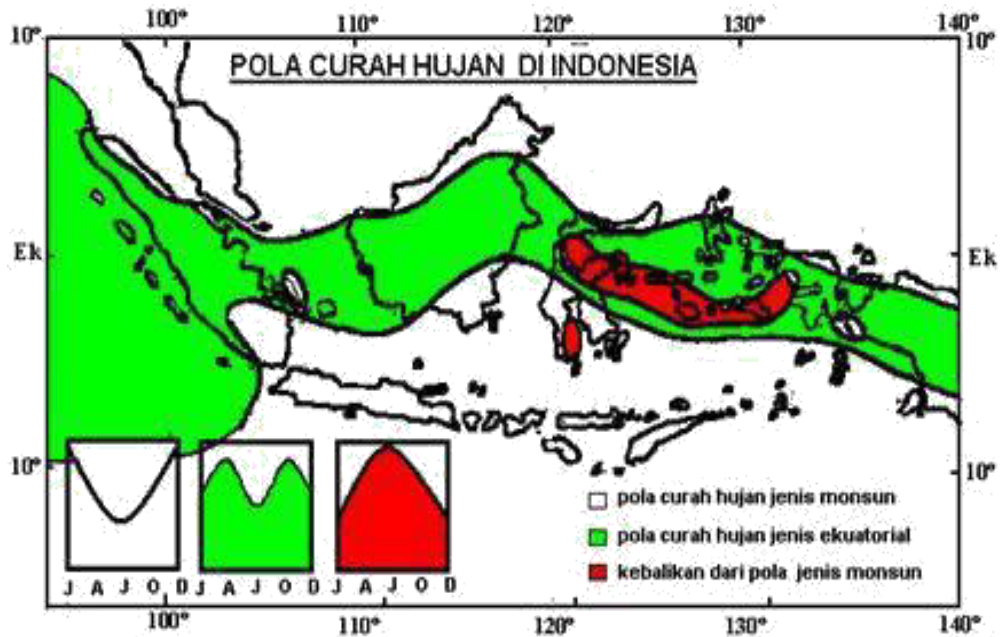 100° 110° 120° 130° 140°
10° 10°
POLA CURAH HUJAN DI INDONESIA
Ek Ek
10° 10°
pola curah hujan jenis monsun
pola curah hujan jenis ekuatorial
kebalikan dari pola jenis monsun
J A J O D J A J O D J A J O D
100° 110° 120° 130° 140°